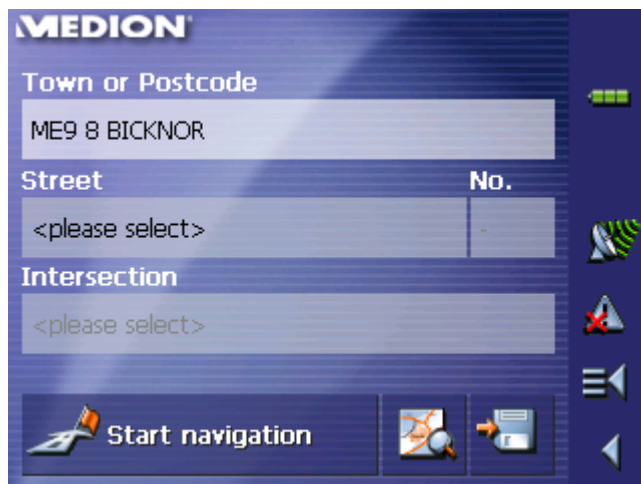 MEDION
Town or Postcode
ME9 8 BICKNOR
Street No.
<please select> -
Intersection
<please select>
Start navigation